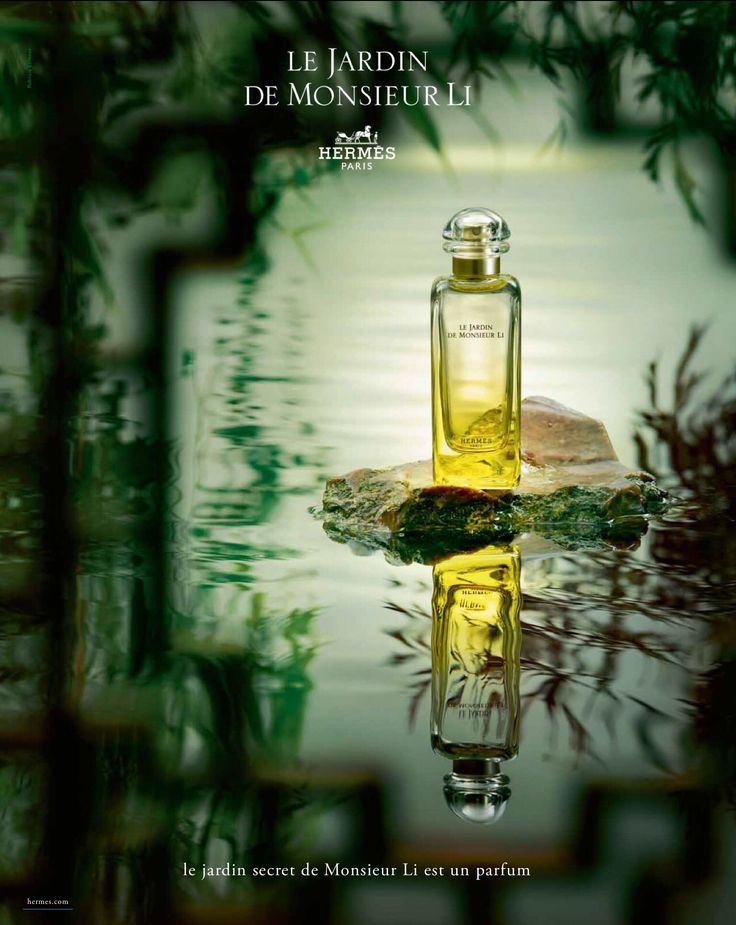 LE JARDIN
DE MONSIEUR LI
HERMÈS
PARIS
LE JARDIN
DE MONSIEUR LI
HERMÈS
PARIS
le jardin secret de Monsieur Li est un parfum
hermes.com